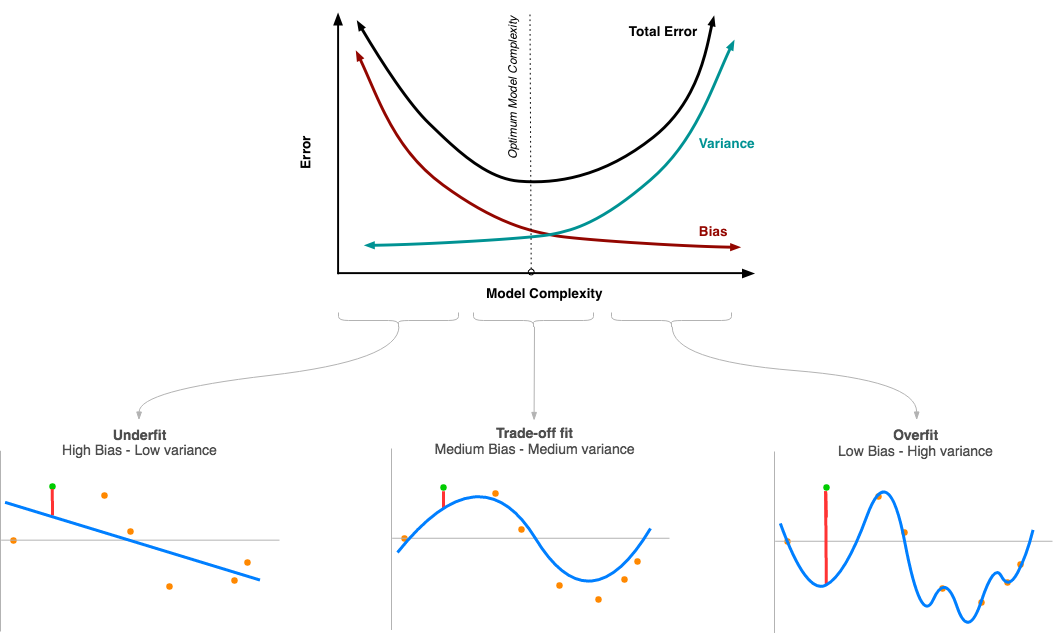 Total Error
Optimum Model Complexity
Variance
Error
Bias
Model Complexity
Underfit
High Bias - Low variance
Trade-off fit
Medium Bias - Medium variance
Overfit
Low Bias - High variance